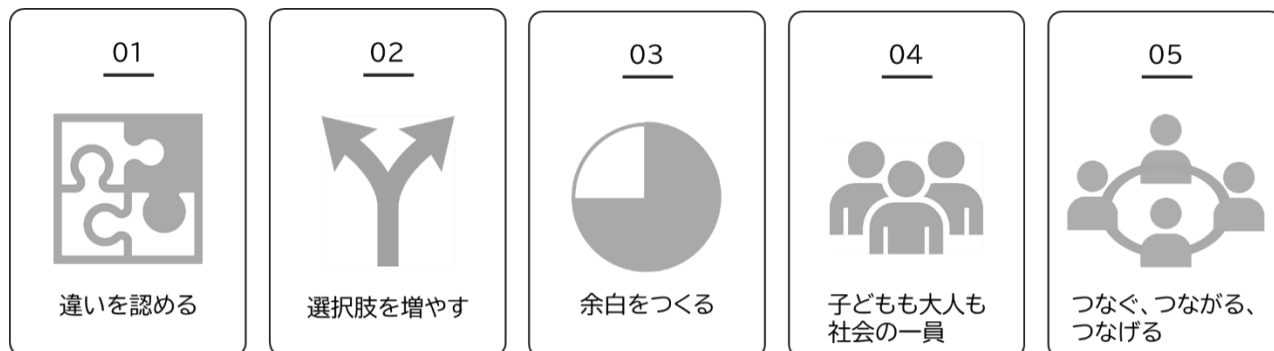 01
違いを認める
02
選択肢を増やす
03
余白をつくる
04
子どもも大人も
社会の一員
05
つなぐ、つながる、
つなげる